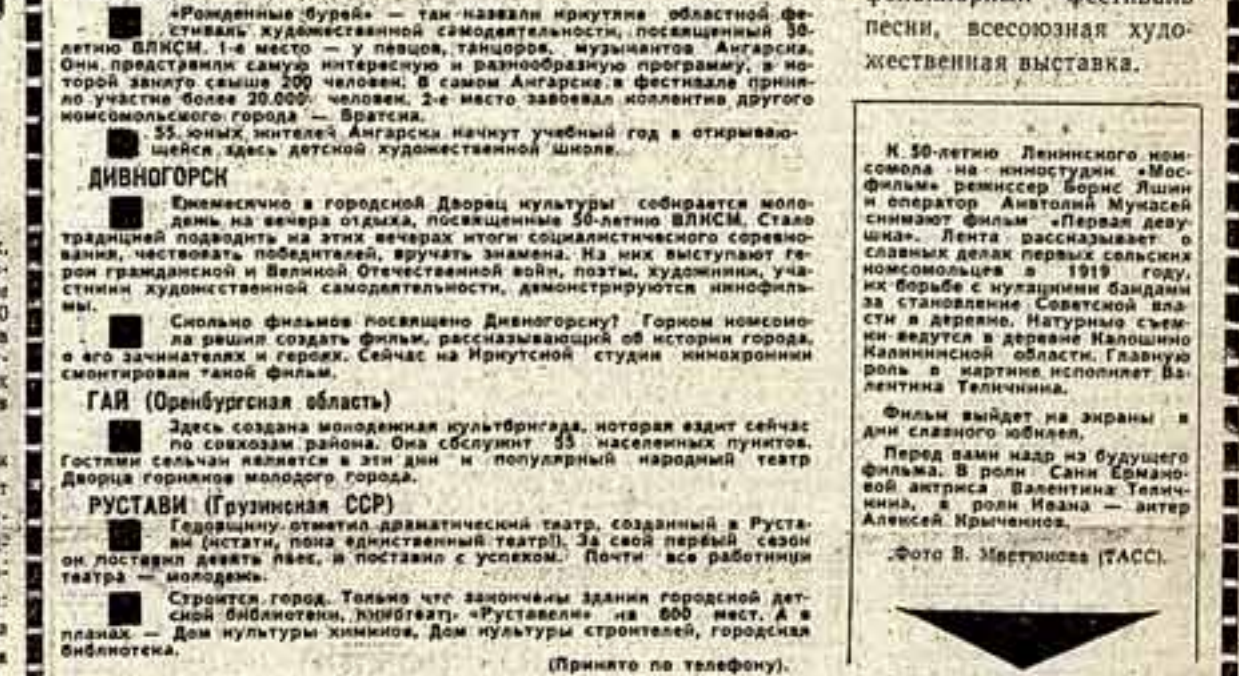 «Рожденные бурей» — так назвали иркутяне областной фе-
стиваль художественной самодеятельности, посвященный 50-
летию ВЛКСМ. 1-е место — у певцов, танцоров, музыкантов Ангарска.
Они представили самую интересную и разнообразную программу, в ко-
торой занято свыше 200 человек. В самом Ангарске в фестивале приня-
ло участие более 20.000 человек. 2-е место завоевал коллектив другого
комсомольского города — Братска.
55 юных жителей Ангарска начнут учебный год в открываю-
щейся здесь детской художественной школе.
ДИВНОГОРСК
Ежемесячно в городской Дворец культуры собирается моло-
дежь на вечера отдыха, посвященные 50-летию ВЛКСМ. Стало
традицией подводить на этих вечерах итоги социалистического соревно-
вания, чествовать победителей, вручать знамена. На них выступают ге-
рои гражданской и Великой Отечественной войн, поэты, художники, уча-
стники художественной самодеятельности, демонстрируются кинофиль-
мы.
Сколько фильмов посвящено Дивногорску? Горком комсомо-
ла решил создать фильм, рассказывающий об истории города,
о его зачинателях и героях. Сейчас на Иркутской студии кинохроники
смонтирован такой фильм.
ГАЙ (Оренбургская область)
Здесь создана молодежная культбригада, которая ездит сейчас
по совхозам района. Она обслужит 55 населенных пунктов.
Гостями сельчан является в эти дни и популярный народный театр
Дворца горняков молодого города.
РУСТАВИ (Грузинская ССР)
Годовщину отметил драматический театр, созданный в Руста-
ви (кстати, пока единственный театр!). За свой первый сезон
он поставил девять пьес, и поставил с успехом. Почти все работники
театра — молодежь.
Строится город. Только что закончены здания городской дет-
ской библиотеки, кинотеатр «Руставели» на 600 мест. А в
планах — Дом культуры химиков, Дом культуры строителей, городская
библиотека.
(Принято по телефону).
песни, всесоюзная худо-
жественная выставка.
К 50-летию Ленинского ком-
сомола на киностудии «Мос-
фильм» режиссер Борис Яшин
и оператор Анатолий Мукасей
снимают фильм «Первая деву-
шка». Лента рассказывает о
славных делах первых сельских
комсомольцев в 1919 году,
их борьбе с кулацкими бандами
за становление Советской вла-
сти в деревне. Натурные съем-
ки ведутся в деревне Калошино
Калининской области. Главную
роль в картине исполняет Ва-
лентина Теличкина.
Фильм выйдет на экраны в
дни славного юбилея.
Перед вами кадр из будущего
фильма. В роли Сани Ермако-
вой актриса Валентина Телич-
кина, в роли Ивана — актер
Алексей Крыченков.
Фото В. (ТАСС).